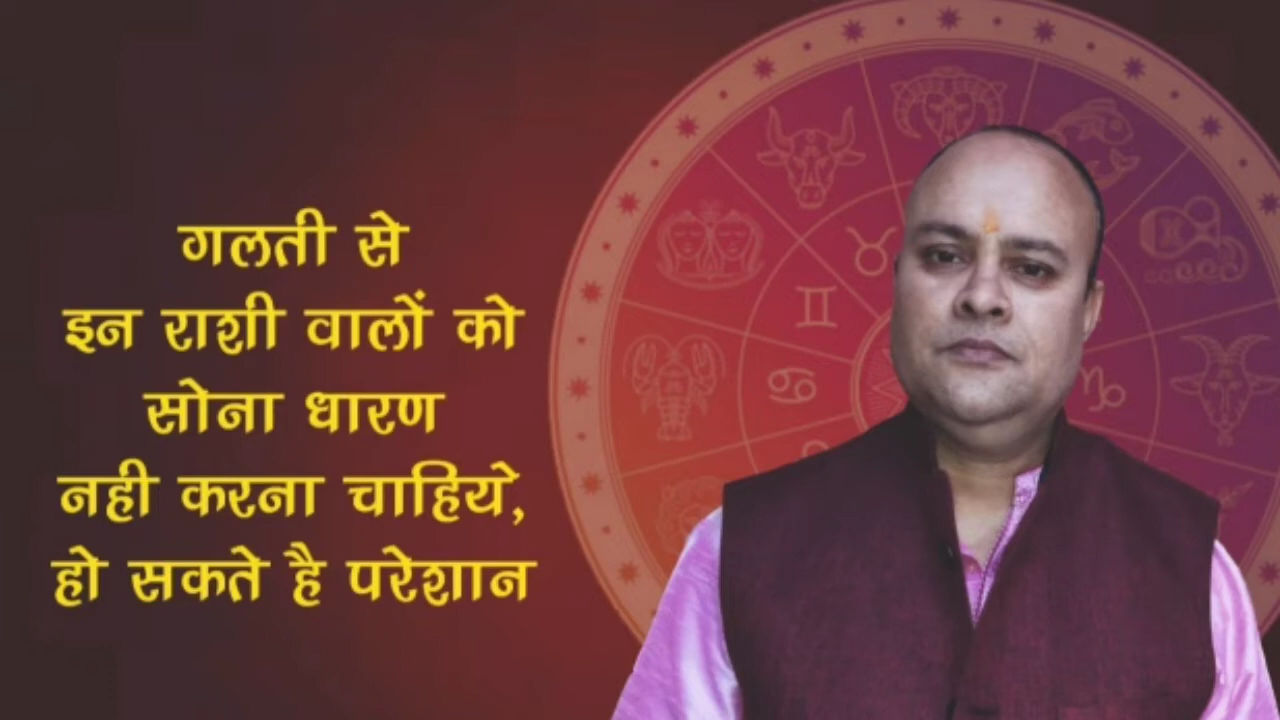 गलती से
इन राशी वालों को
सोना धारण
नही करना चाहिये,
हो सकते है परेशान